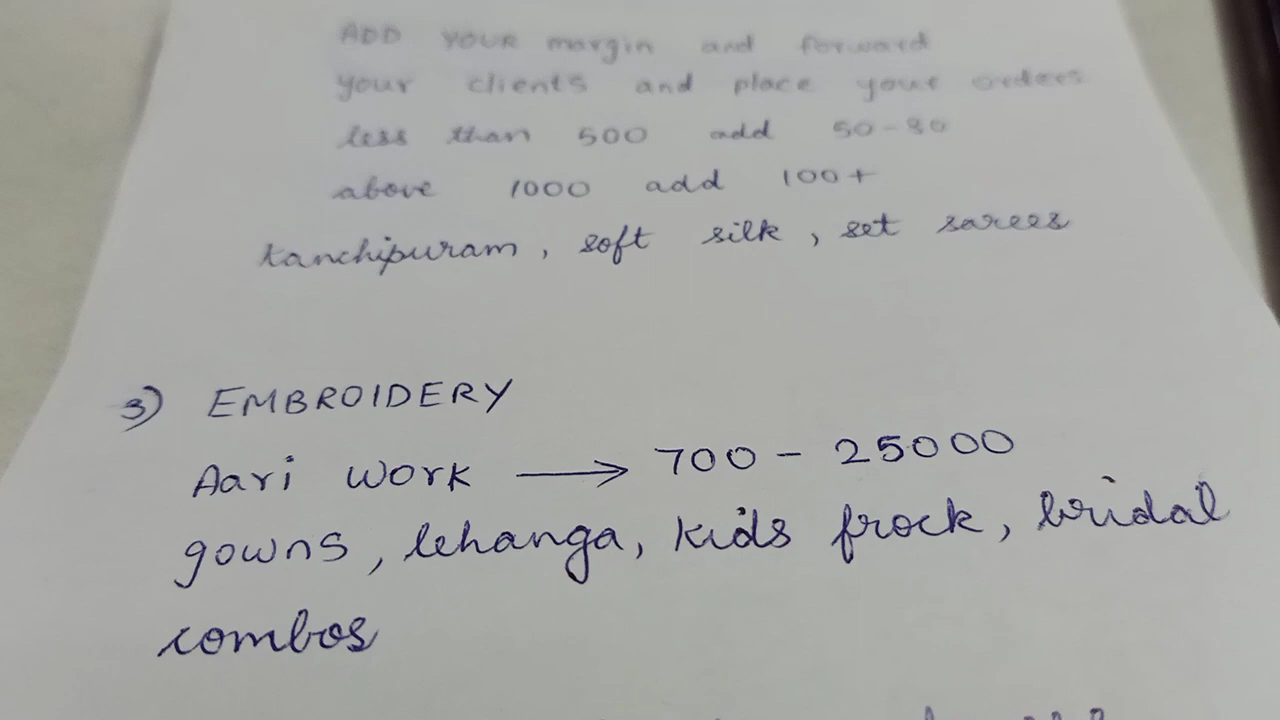 ADD YOUR margin and forward
your clients and place your orders
less than 500 add 50-80
above 1000 add 100+
Kanchipuram, soft silk, set sarees
3) EMBROIDERY
Aari work → 700 - 25000
gowns, lehanga, kids frock, bridal
combos